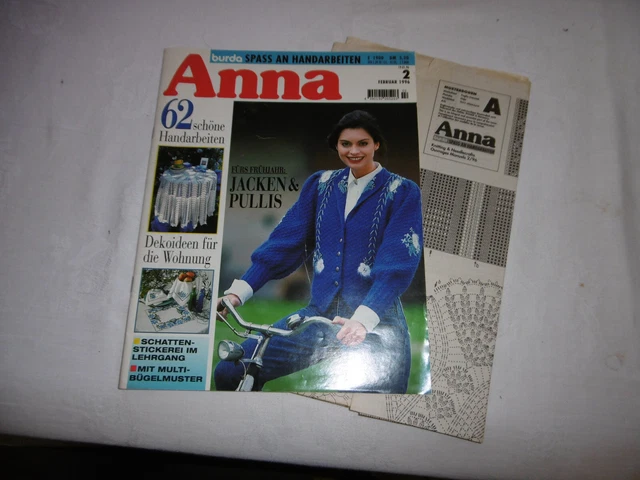 burda SPASS AN HANDARBEITEN
Anna
2
FEBRUAR 1996
62 schöne
Handarbeiten
FÜRS FRÜHJAHR:
JACKEN &
PULLIS
Dekoideen für
die Wohnung
SCHATTEN-
STICKEREI IM
LEHRGANG
MIT MULTI-
BÜGELMUSTER
MUSTERBOGEN
A
Anna